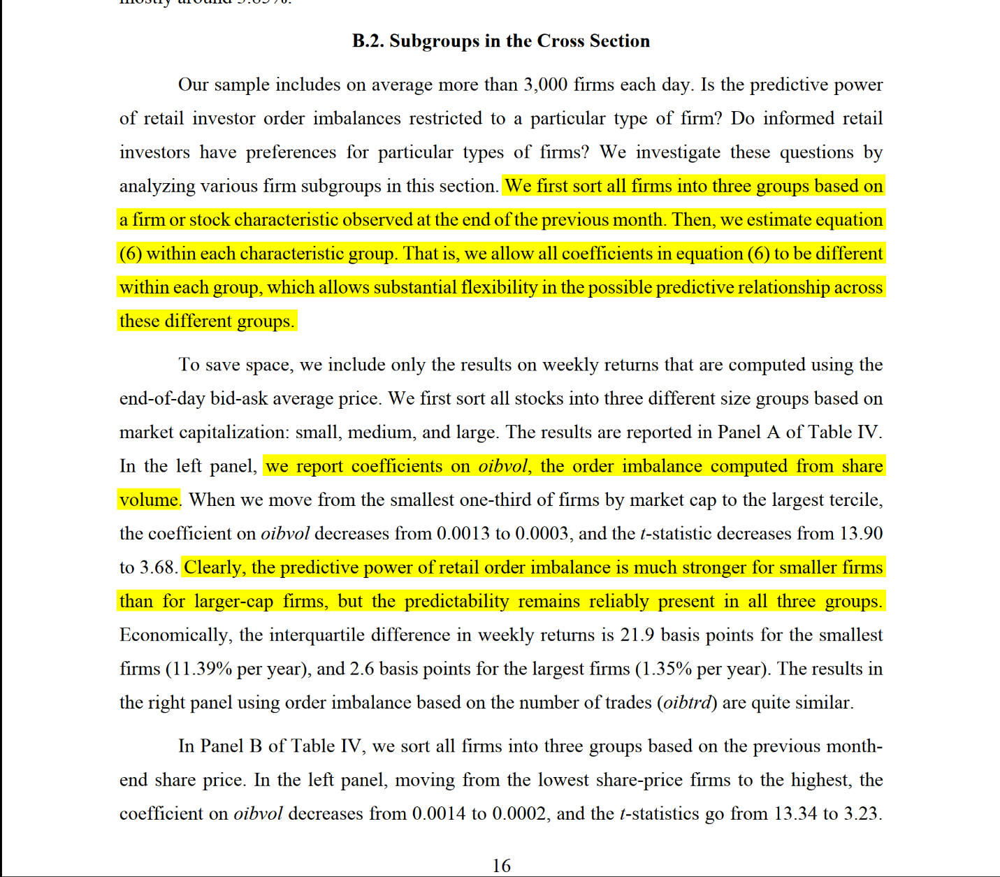 B.2. Subgroups in the Cross Section
Our sample includes on average more than 3,000 firms each day. Is the predictive power
of retail investor order imbalances restricted to a particular type of firm? Do informed retail
investors have preferences for particular types of firms? We investigate these questions by
analyzing various firm subgroups in this section. We first sort all firms into three groups based on
a firm or stock characteristic observed at the end of the previous month. Then, we estimate equation
(6) within each characteristic group. That is, we allow all coefficients in equation (6) to be different
within each group, which allows substantial flexibility in the possible predictive relationship across
these different groups.
To save space, we include only the results on weekly returns that are computed using the
end-of-day bid-ask average price. We first sort all stocks into three different size groups based on
market capitalization: small, medium, and large. The results are reported in Panel A of Table IV.
In the left panel, we report coefficients on oibvol, the order imbalance computed from share
volume. When we move from the smallest one-third of firms by market cap to the largest tercile,
the coefficient on oibvol decreases from 0.0013 to 0.0003, and the t-statistic decreases from 13.90
to 3.68. Clearly, the predictive power of retail order imbalance is much stronger for smaller firms
than for larger-cap firms, but the predictability remains reliably present in all three groups.
Economically, the interquartile difference in weekly returns is 21.9 basis points for the smallest
firms (11.39% per year), and 2.6 basis points for the largest firms (1.35% per year). The results in
the right panel using order imbalance based on the number of trades (oibtrd) are quite similar.
In Panel B of Table IV, we sort all firms into three groups based on the previous month-
end share price. In the left panel, moving from the lowest share-price firms to the highest, the
coefficient on oibvol decreases from 0.0014 to 0.0002, and the t-statistics go from 13.34 to 3.23.
16